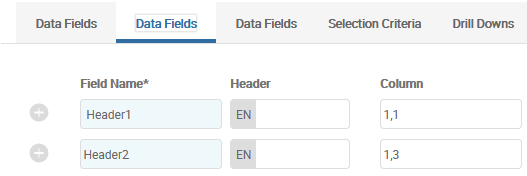 Data Fields Data Fields Data Fields Selection Criteria Drill Downs
Field Name* Header Column
Header1 EN 1,1
Header2 EN 1,3